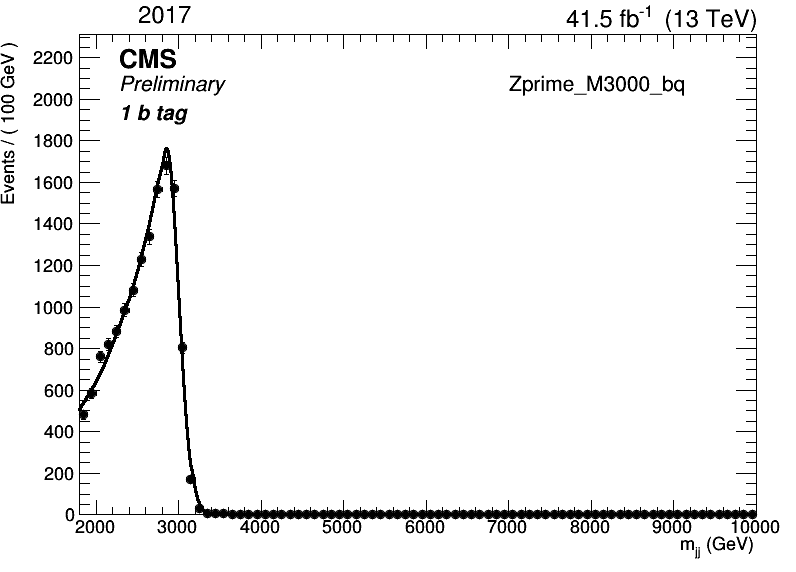 2017
41.5 fb⁻¹ (13 TeV)
CMS
Preliminary
1 b tag
Zprime_M3000_bq
Events / ( 100 GeV )
2200
2000
1800
1600
1400
1200
1000
800
600
400
200
0
2000 3000 4000 5000 6000 7000 8000 9000 10000
m_jj (GeV)